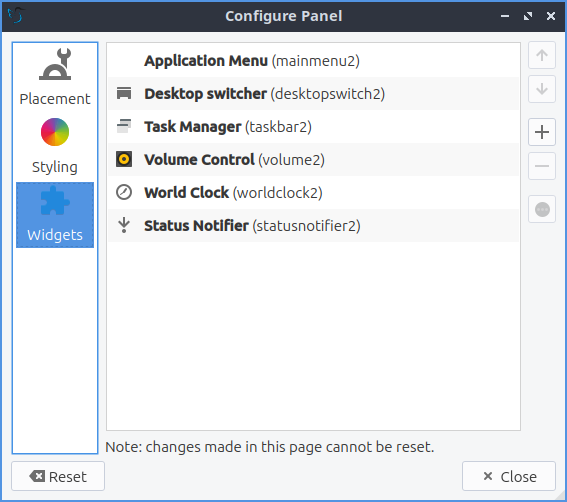 Configure Panel
Placement
Styling
Widgets
Application Menu (mainmenu2)
Desktop switcher (desktopswitch2)
Task Manager (taskbar2)
Volume Control (volume2)
World Clock (worldclock2)
Status Notifier (statusnotifier2)
Note: changes made in this page cannot be reset.
Reset
Close